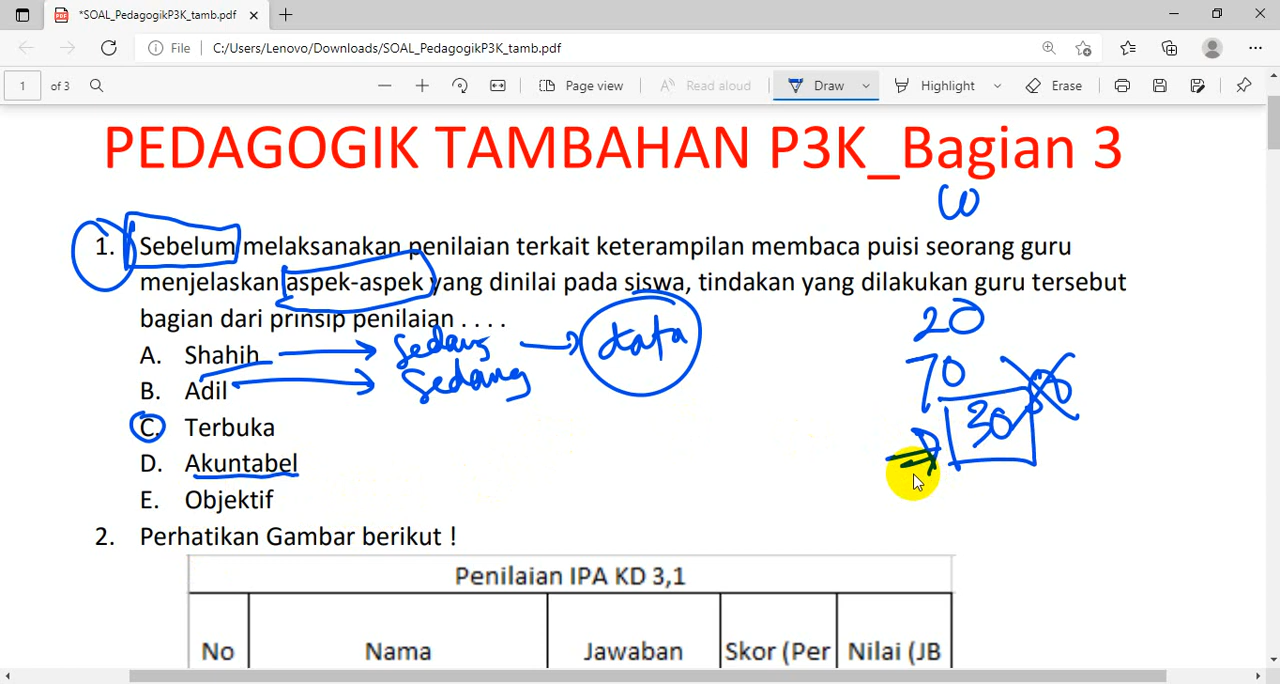 *SOAL_PedagogikP3K_tamb.pdf
File C:/Users/Lenovo/Downloads/SOAL_PedagogikP3K_tamb.pdf
1 of 3 Page view Read aloud Draw Highlight Erase
PEDAGOGIK TAMBAHAN P3K_Bagian 3
1. Sebelum melaksanakan penilaian terkait keterampilan membaca puisi seorang guru
menjelaskan aspek-aspek yang dinilai pada siswa, tindakan yang dilakukan guru tersebut
bagian dari prinsip penilaian . . . .
20
A. Shahih sedang data
70
B. Adil sedang
30
C. Terbuka
D. Akuntabel
E. Objektif
2. Perhatikan Gambar berikut !
Penilaian IPA KD 3,1
No Nama Jawaban Skor (Per Nilai (JB